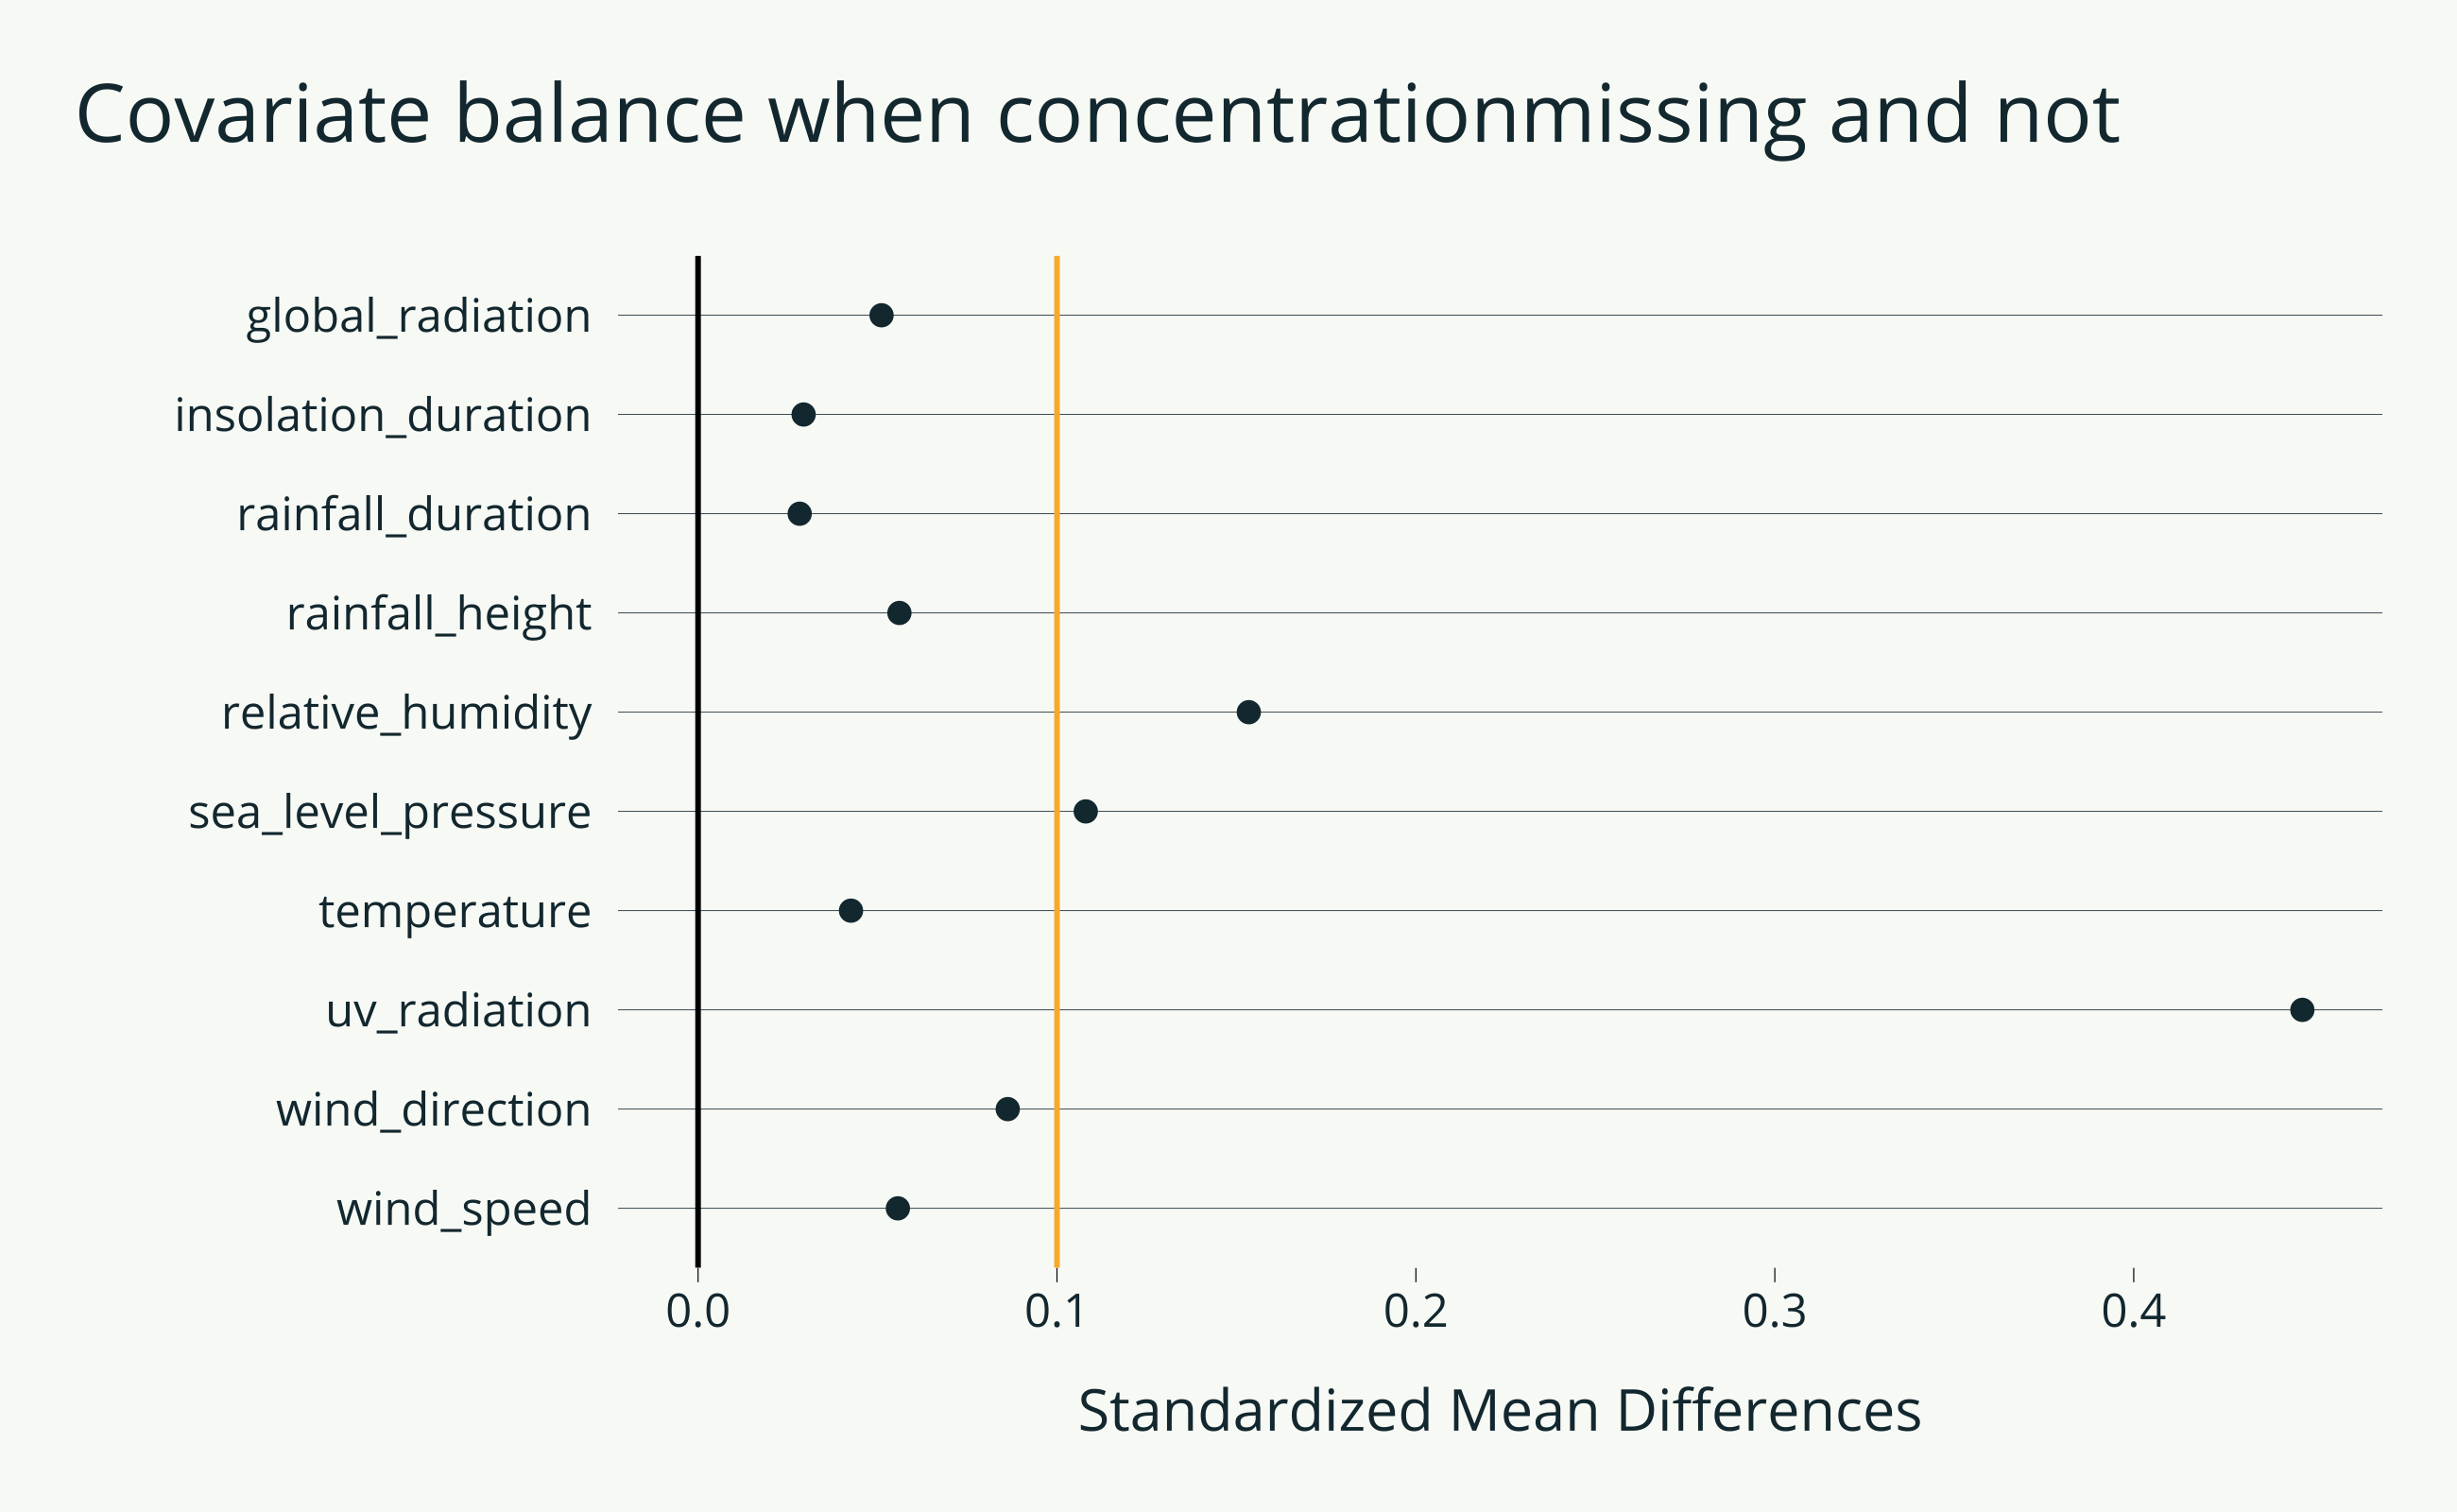 Covariate balance when concentrationmissing and not
global_radiation
insolation_duration
rainfall_duration
rainfall_height
relative_humidity
sea_level_pressure
temperature
uv_radiation
wind_direction
wind_speed
0.0 0.1 0.2 0.3 0.4
Standardized Mean Differences